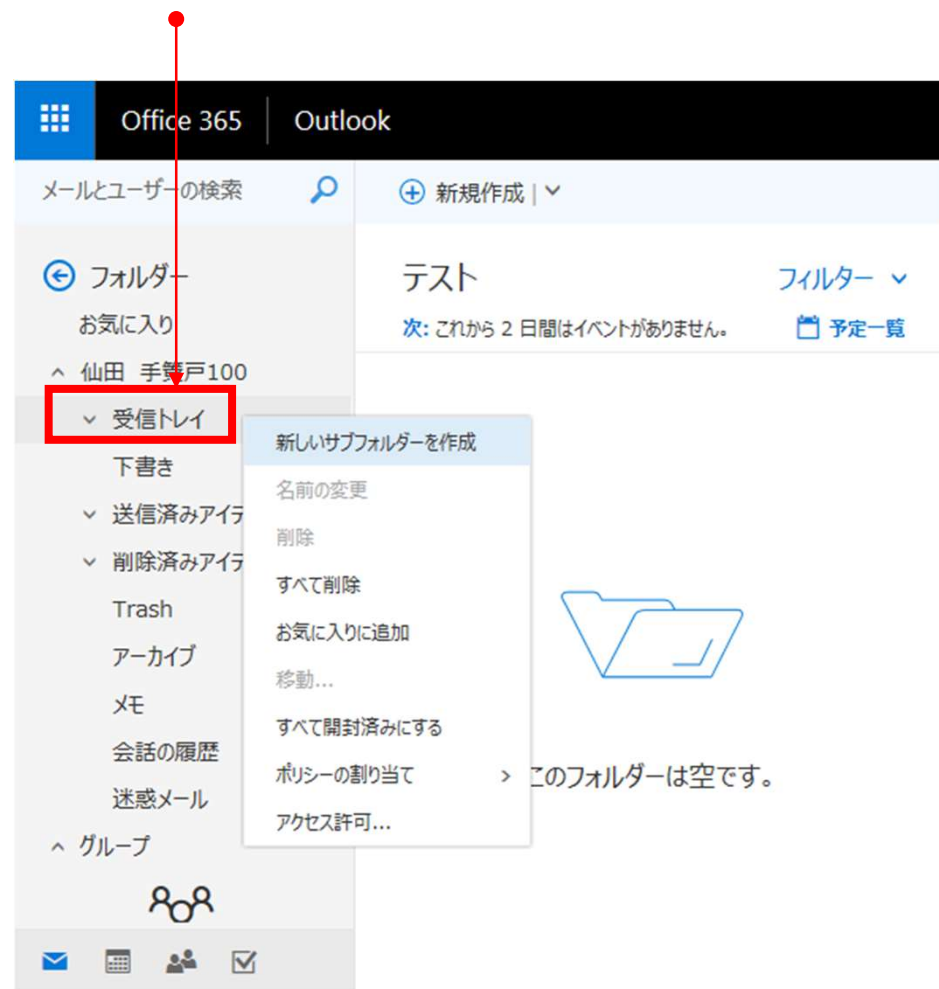 Office 365 Outlook
メールとユーザーの検索
新規作成 |
フォルダー
お気に入り
仙田 手簑戸100
受信トレイ
下書き
送信済みアイテ
削除済みアイテ
Trash
アーカイブ
メモ
会話の履歴
迷惑メール
グループ
テスト
フィルター
次: これから 2 日間はイベントがありません。
予定一覧
新しいサブフォルダーを作成
名前の変更
削除
すべて削除
お気に入りに追加
移動...
すべて開封済みにする
ポリシーの割り当て
アクセス許可...
このフォルダーは空です。